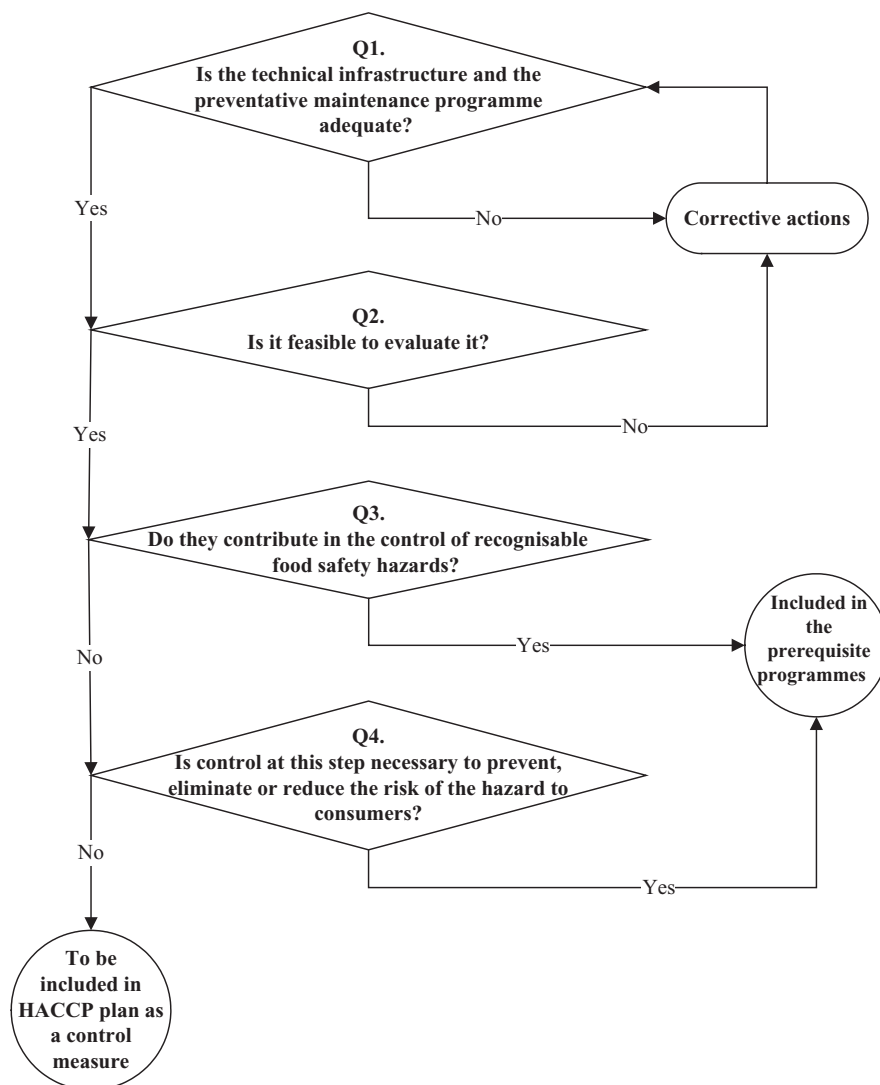 Q1.
Is the technical infrastructure and the
preventative maintenance programme
adequate?
Yes
No
Corrective actions
Q2.
Is it feasible to evaluate it?
No
Yes
Q3.
Do they contribute in the control of recognisable
food safety hazards?
Included in
the
prerequisite
programmes
Yes
No
Q4.
Is control at this step necessary to prevent,
eliminate or reduce the risk of the hazard to
consumers?
No
Yes
To be
included in
HACCP plan as
a control
measure